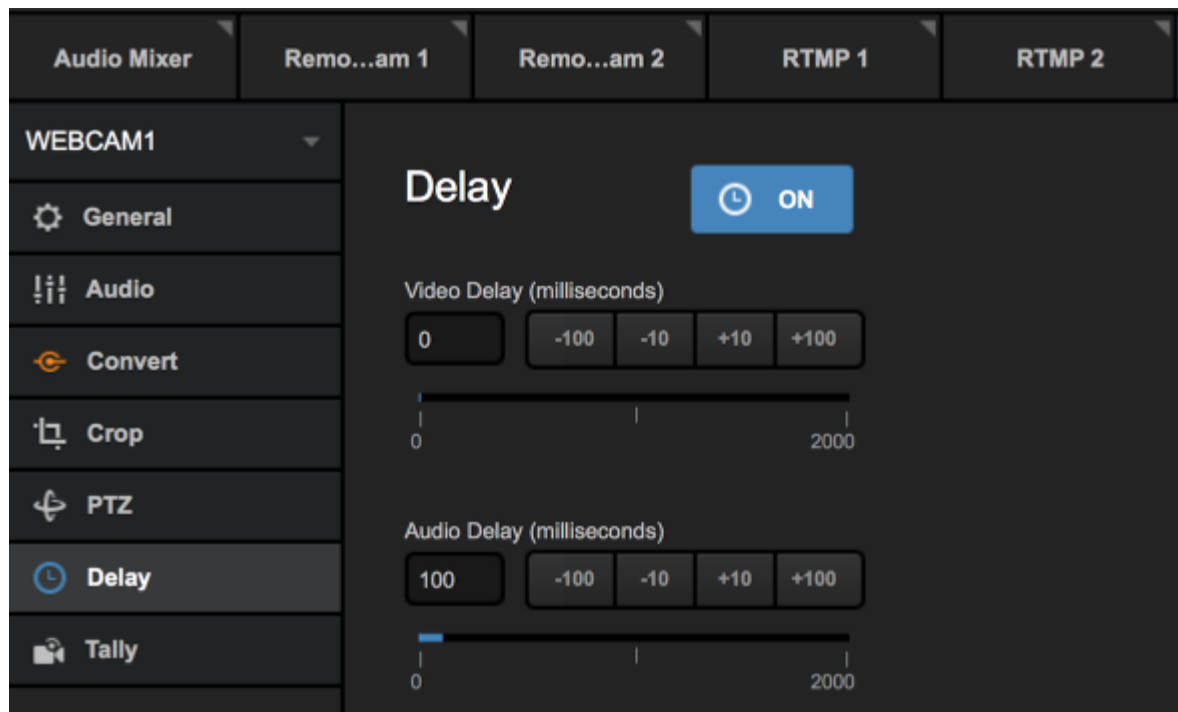 Audio Mixer Remo...am 1 Remo...am 2 RTMP 1 RTMP 2
WEBCAM1
General
Audio
Convert
Crop
PTZ
Delay
Tally
Delay ON
Video Delay (milliseconds)
0 -100 -10 +10 +100
0 2000
Audio Delay (milliseconds)
100 -100 -10 +10 +100
0 2000